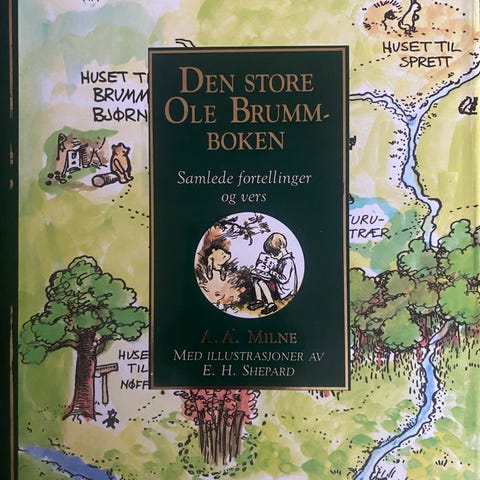 HUSET TIL
SPRETT
HUSET TI
BRUMM
BJØRN
DEN STORE
OLE BRUMM-
BOKEN
Samlede fortellinger
og vers
URU-
TRÆR
A. A. MILNE
MED ILLUSTRASJONER AV
E. H. SHEPARD
HUSE
TIL
NØFF